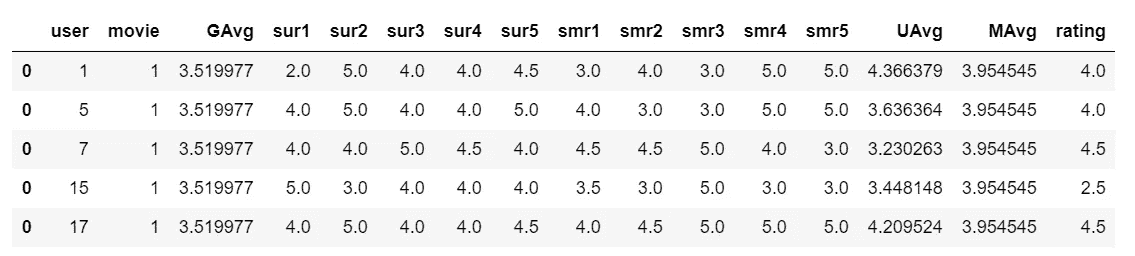 user movie GAvg sur1 sur2 sur3 sur4 sur5 smr1 smr2 smr3 smr4 smr5 UAvg MAvg rating
0 1 1 3.519977 2.0 5.0 4.0 4.0 4.5 3.0 4.0 3.0 5.0 5.0 4.366379 3.954545 4.0
0 5 1 3.519977 4.0 5.0 4.0 4.0 5.0 4.0 3.0 3.0 5.0 5.0 3.636364 3.954545 4.0
0 7 1 3.519977 4.0 4.0 5.0 4.5 4.0 4.5 4.5 5.0 4.0 3.0 3.230263 3.954545 4.5
0 15 1 3.519977 5.0 3.0 4.0 4.0 4.0 3.5 3.0 5.0 3.0 3.0 3.448148 3.954545 2.5
0 17 1 3.519977 4.0 5.0 4.0 4.0 4.5 4.0 4.5 5.0 5.0 5.0 4.209524 3.954545 4.5